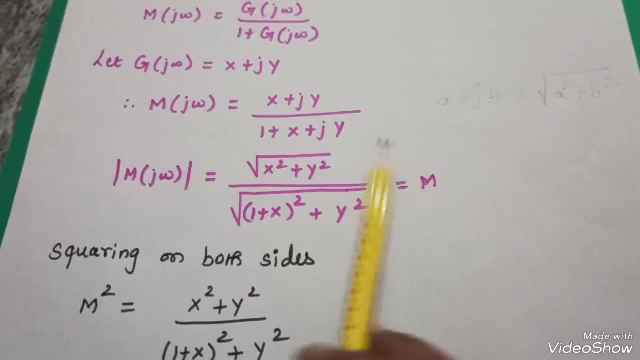 M(jω) = G(jω) / 1 + G(jω)
Let G(jω) = x + jy
∴ M(jω) = x + jy / 1 + x + jy
|M(jω)| = √x² + y² / √(1+x)² + y² = M
Squaring on both sides
M² = x² + y² / (1+x)² + y²
Made with
VideoShow